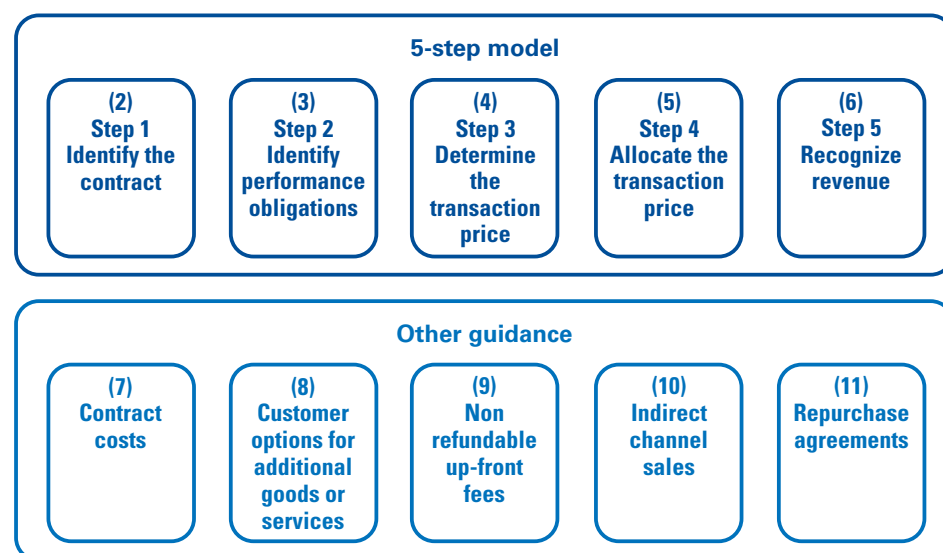 5-step model
(2)
Step 1
Identify the
contract
(3)
Step 2
Identify
performance
obligations
(4)
Step 3
Determine
the
transaction
price
(5)
Step 4
Allocate the
transaction
price
(6)
Step 5
Recognize
revenue
Other guidance
(7)
Contract
costs
(8)
Customer
options for
additional
goods or
services
(9)
Non
refundable
up-front
fees
(10)
Indirect
channel
sales
(11)
Repurchase
agreements